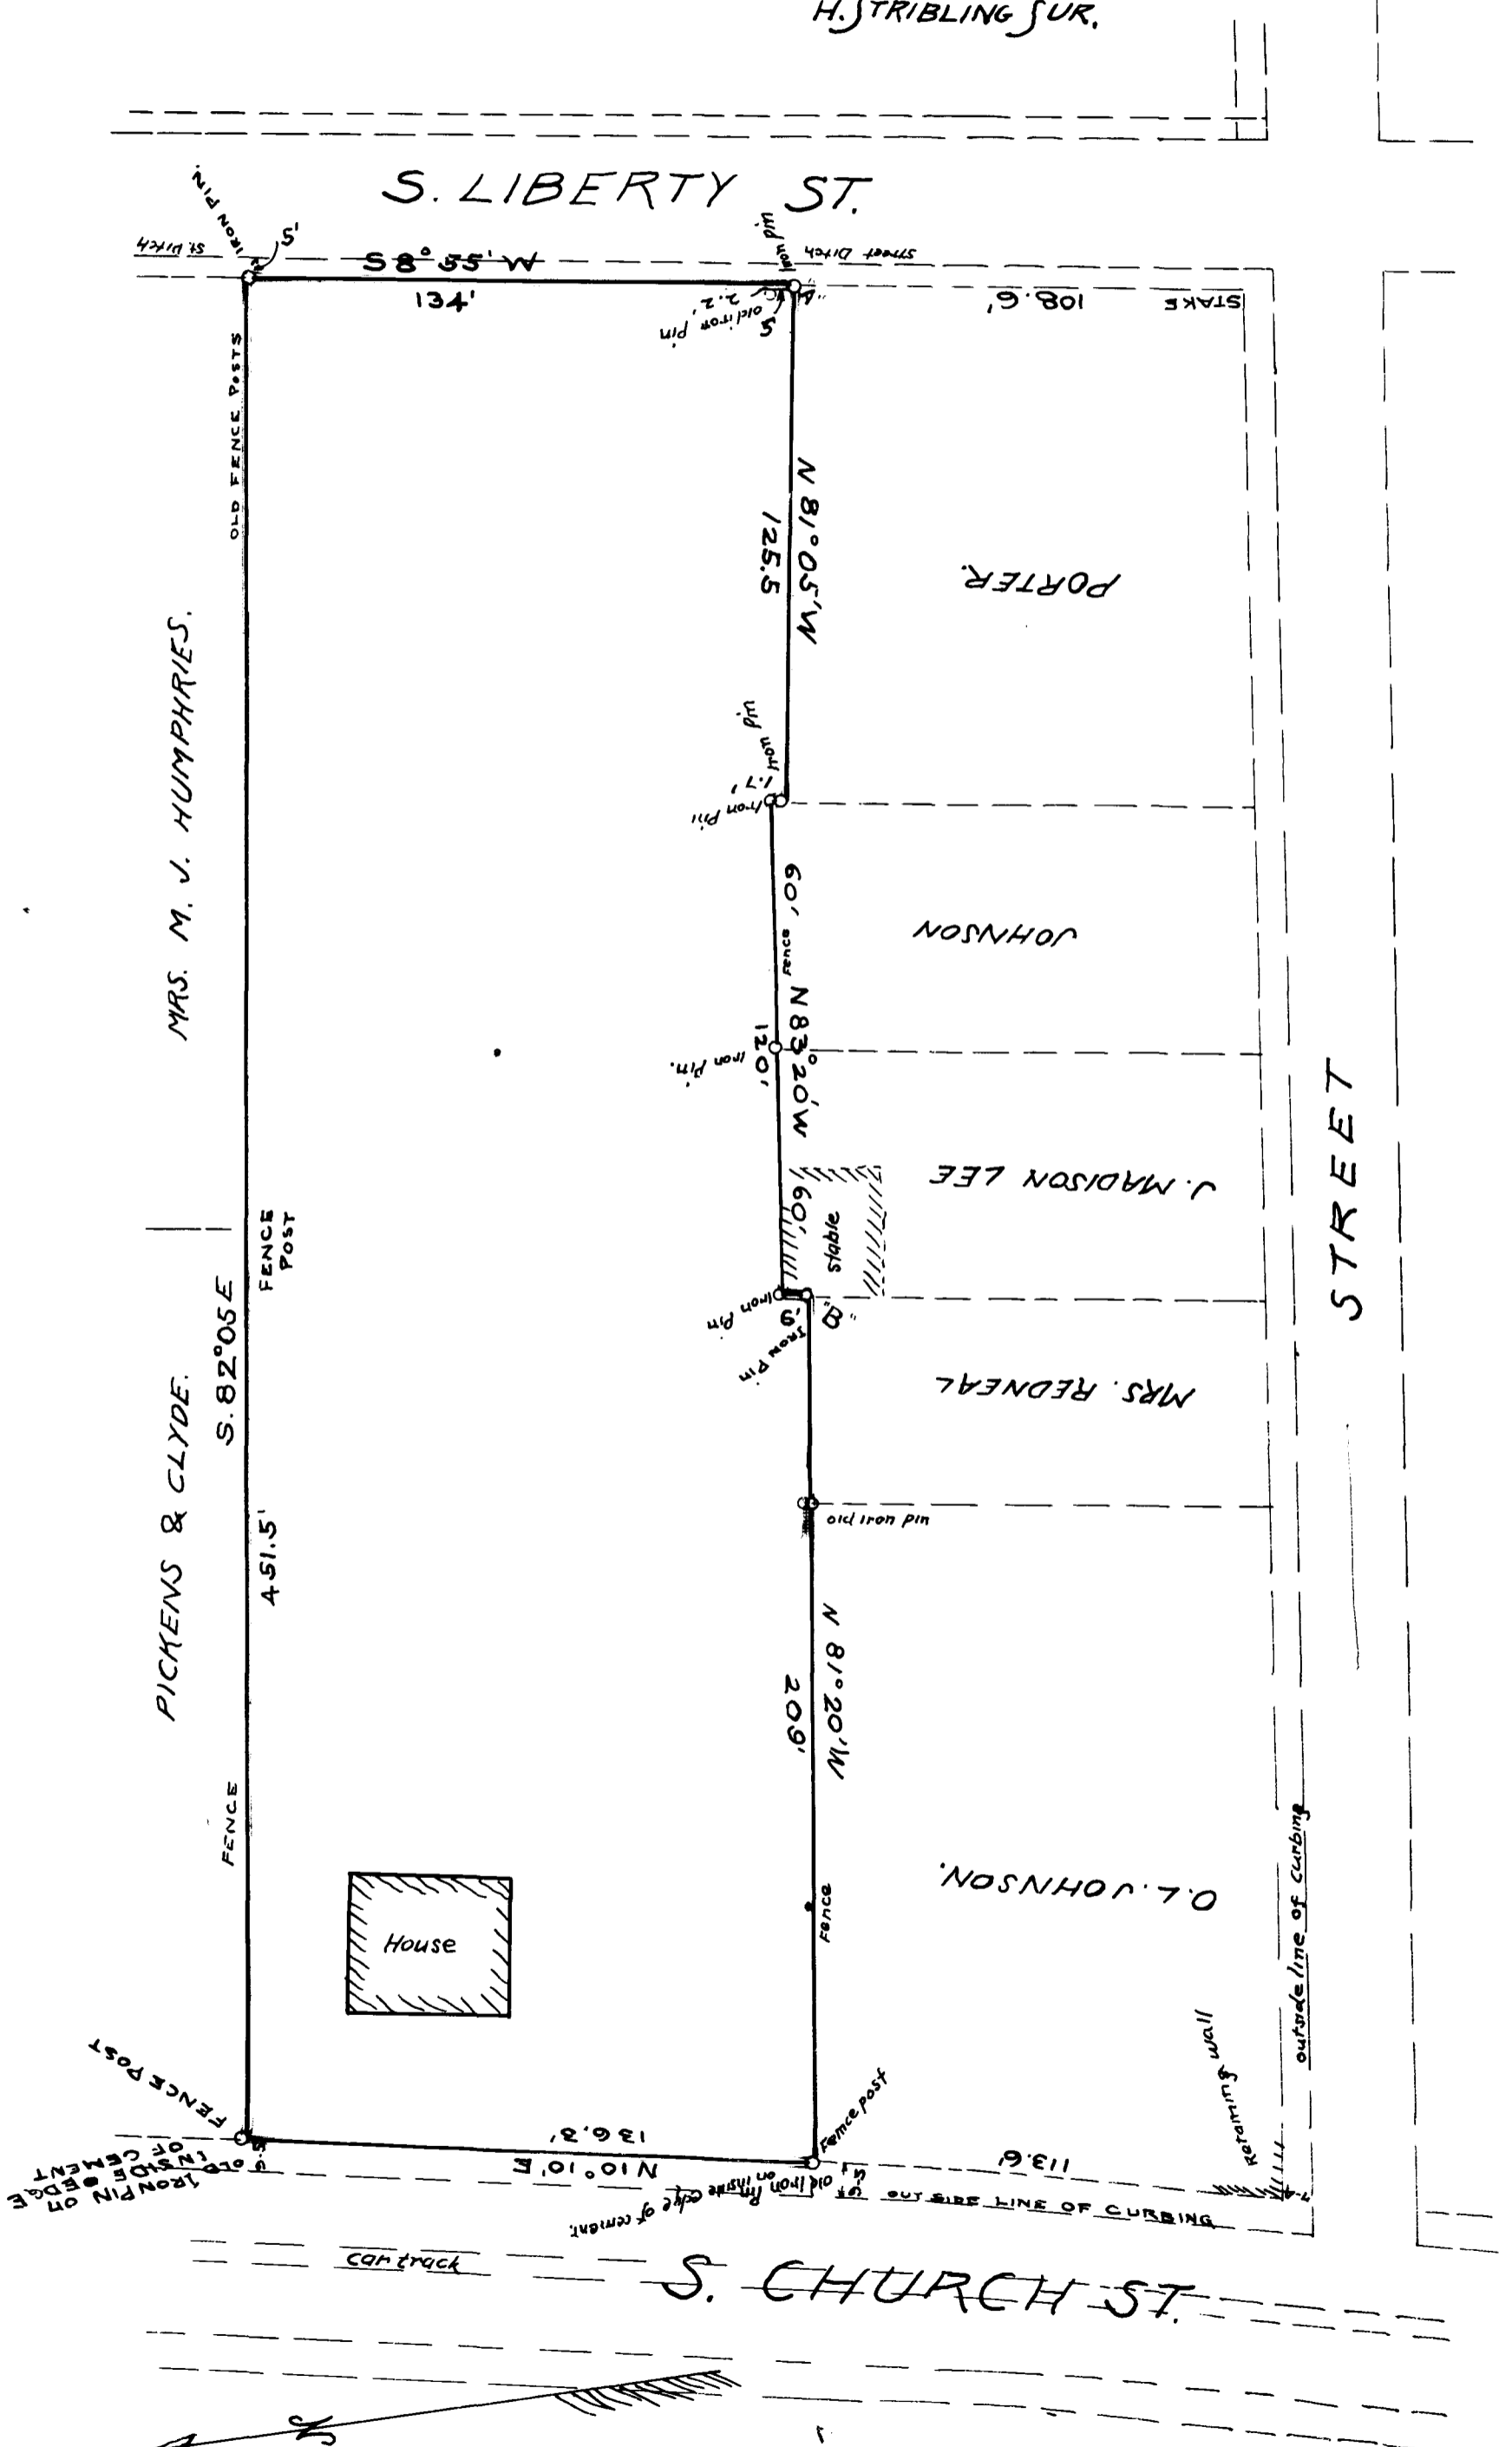 H. STRIBLING SUR.
S. LIBERTY ST.
IRON PIN.
5'
ST. DITCH
S 8° 55' W
134'
Iron pin
Street Ditch
"A"
2.2'
5'
old iron pin
108.6'
STAKE
OLD FENCE POSTS
N 81° 05' W
125.5
PORTER.
MRS. M. J. HUMPHRIES.
Iron pin
1.7'
Iron Pin
60'
Fence
N 83° 20' W
120'
JOHNSON
Iron Pin.
60'
stable
J. MADISON LEE
STREET
FENCE
POST
Iron Pin
6'
"B"
IRON PIN
S. 82° 05 E
451.5'
PICKENS & CLYDE.
MRS. REDNEAL
old iron pin
N 81° 20' W
209'
FENCE
Fence
O.L. JOHNSON.
House
outside line of curbing
Retaining wall
FENCE POST
Fence post
136.3'
N 10° 10' E
113.6'
OLD
IRON PIN ON
INSIDE EDGE
OF CEMENT
old iron Pin on inside
edge of cement.
OUT SIDE LINE OF CURBING
car track
S. CHURCH ST.
N